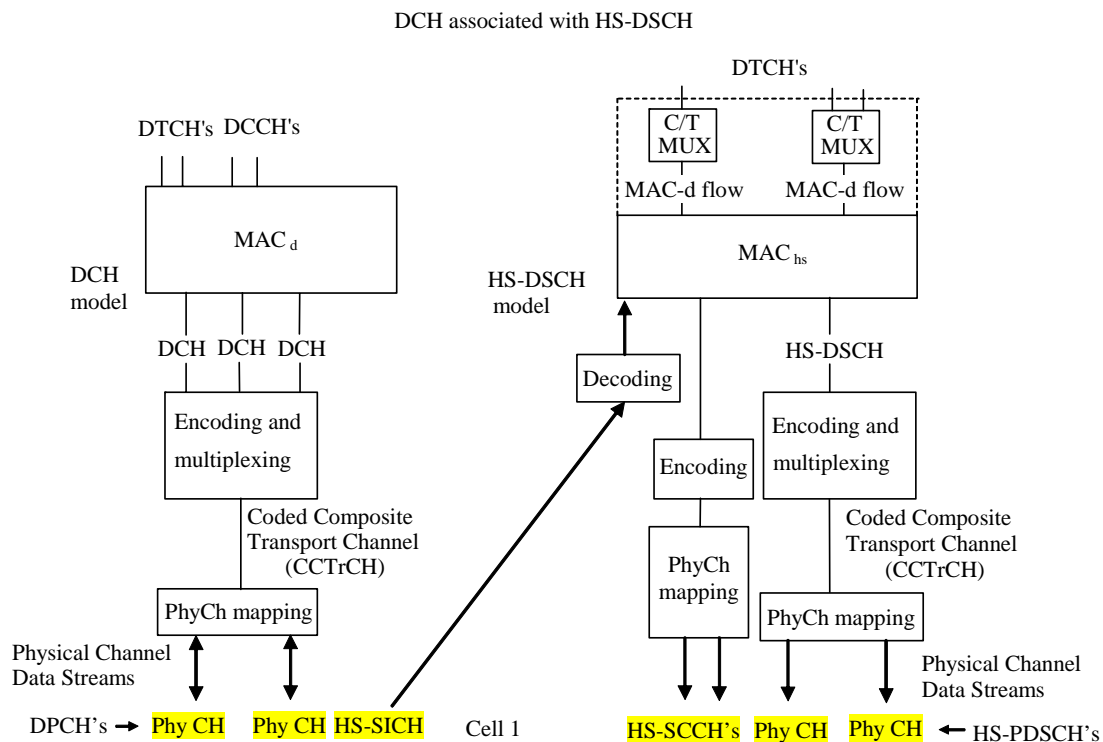 DCH associated with HS-DSCH
DTCH's
DTCH's DCCH's
C/T
MUX
C/T
MUX
MAC-d flow
MAC-d flow
MAC d
MAC hs
DCH
model
HS-DSCH
model
DCH
DCH
DCH
HS-DSCH
Decoding
Encoding and
multiplexing
Encoding
Encoding and
multiplexing
Coded Composite
Transport Channel
(CCTrCH)
Coded Composite
Transport Channel
(CCTrCH)
PhyCh
mapping
PhyCh mapping
PhyCh mapping
Physical Channel
Data Streams
Physical Channel
Data Streams
DPCH's
Phy CH
Phy CH
HS-SICH
Cell 1
HS-SCCH's
Phy CH
Phy CH
HS-PDSCH's